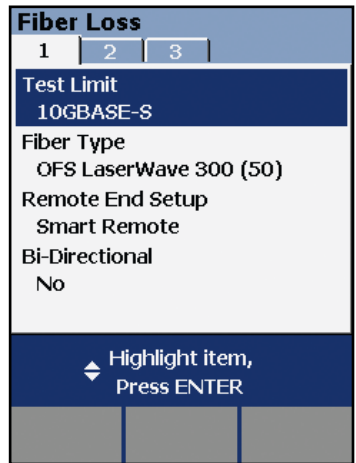 Fiber Loss
1 2 3
Test Limit
10GBASE-S
Fiber Type
OFS LaserWave 300 (50)
Remote End Setup
Smart Remote
Bi-Directional
No
Highlight item,
Press ENTER